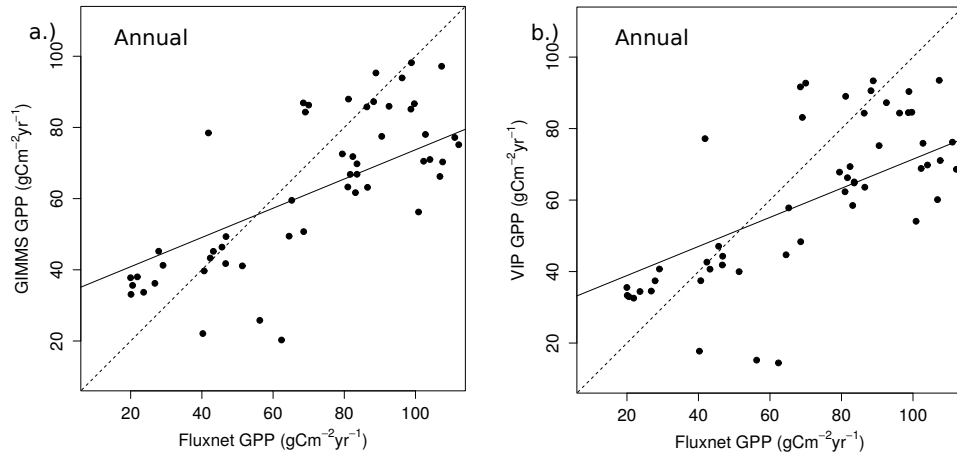 a.)
Annual
GIMMS GPP (gCm⁻²yr⁻¹)
100
80
60
40
20
20 40 60 80 100
Fluxnet GPP (gCm⁻²yr⁻¹)
b.)
Annual
VIP GPP (gCm⁻²yr⁻¹)
100
80
60
40
20
20 40 60 80 100
Fluxnet GPP (gCm⁻²yr⁻¹)